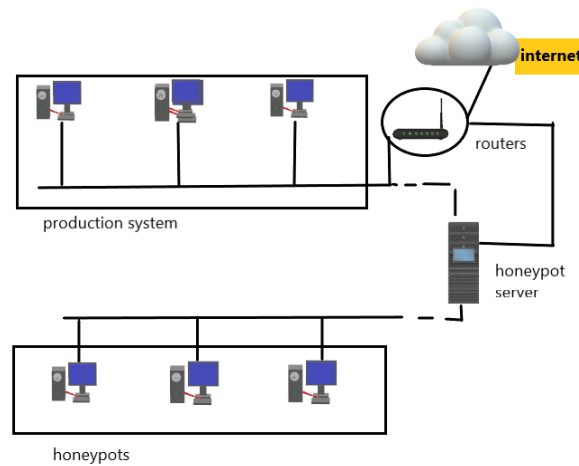 internet
routers
production system
honeypot
server
honeypots